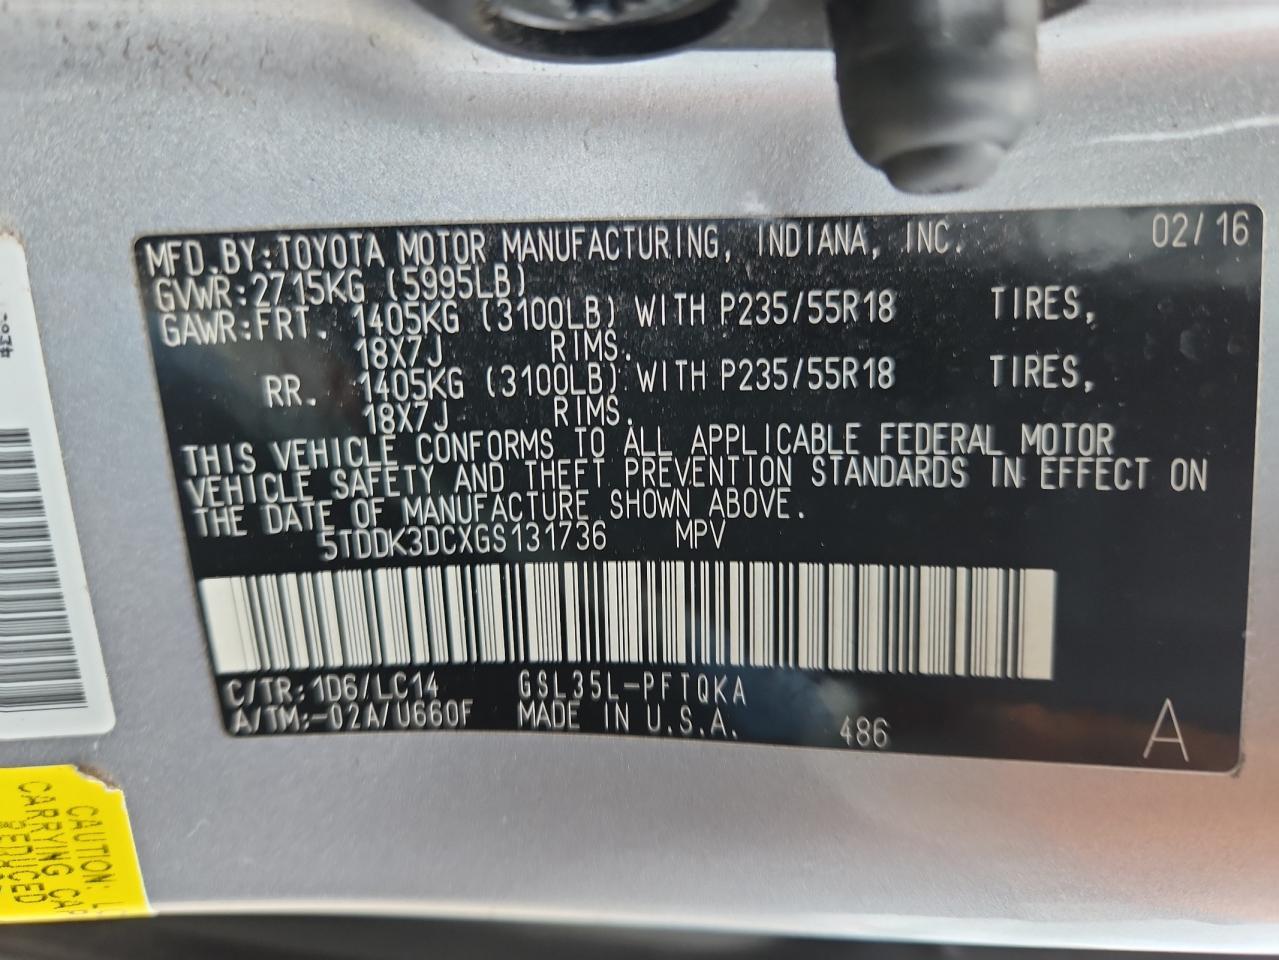 MFD.BY:TOYOTA MOTOR MANUFACTURING, INDIANA, INC. 02/16
GVWR:2715KG (5995LB)
GAWR:FRT. 1405KG (3100LB) WITH P235/55R18 TIRES,
18X7J RIMS.
RR. 1405KG (3100LB) WITH P235/55R18 TIRES,
18X7J RIMS.
THIS VEHICLE CONFORMS TO ALL APPLICABLE FEDERAL MOTOR
VEHICLE SAFETY AND THEFT PREVENTION STANDARDS IN EFFECT ON
THE DATE OF MANUFACTURE SHOWN ABOVE.
5TDDK3DCXGS131736 MPV
C/TR:1D6/LC14 GSL35L-PFTQKA
A/TM:-02A/U660F MADE IN U.S.A. 486 A
CAUTION:
CARRYING
REDUCED